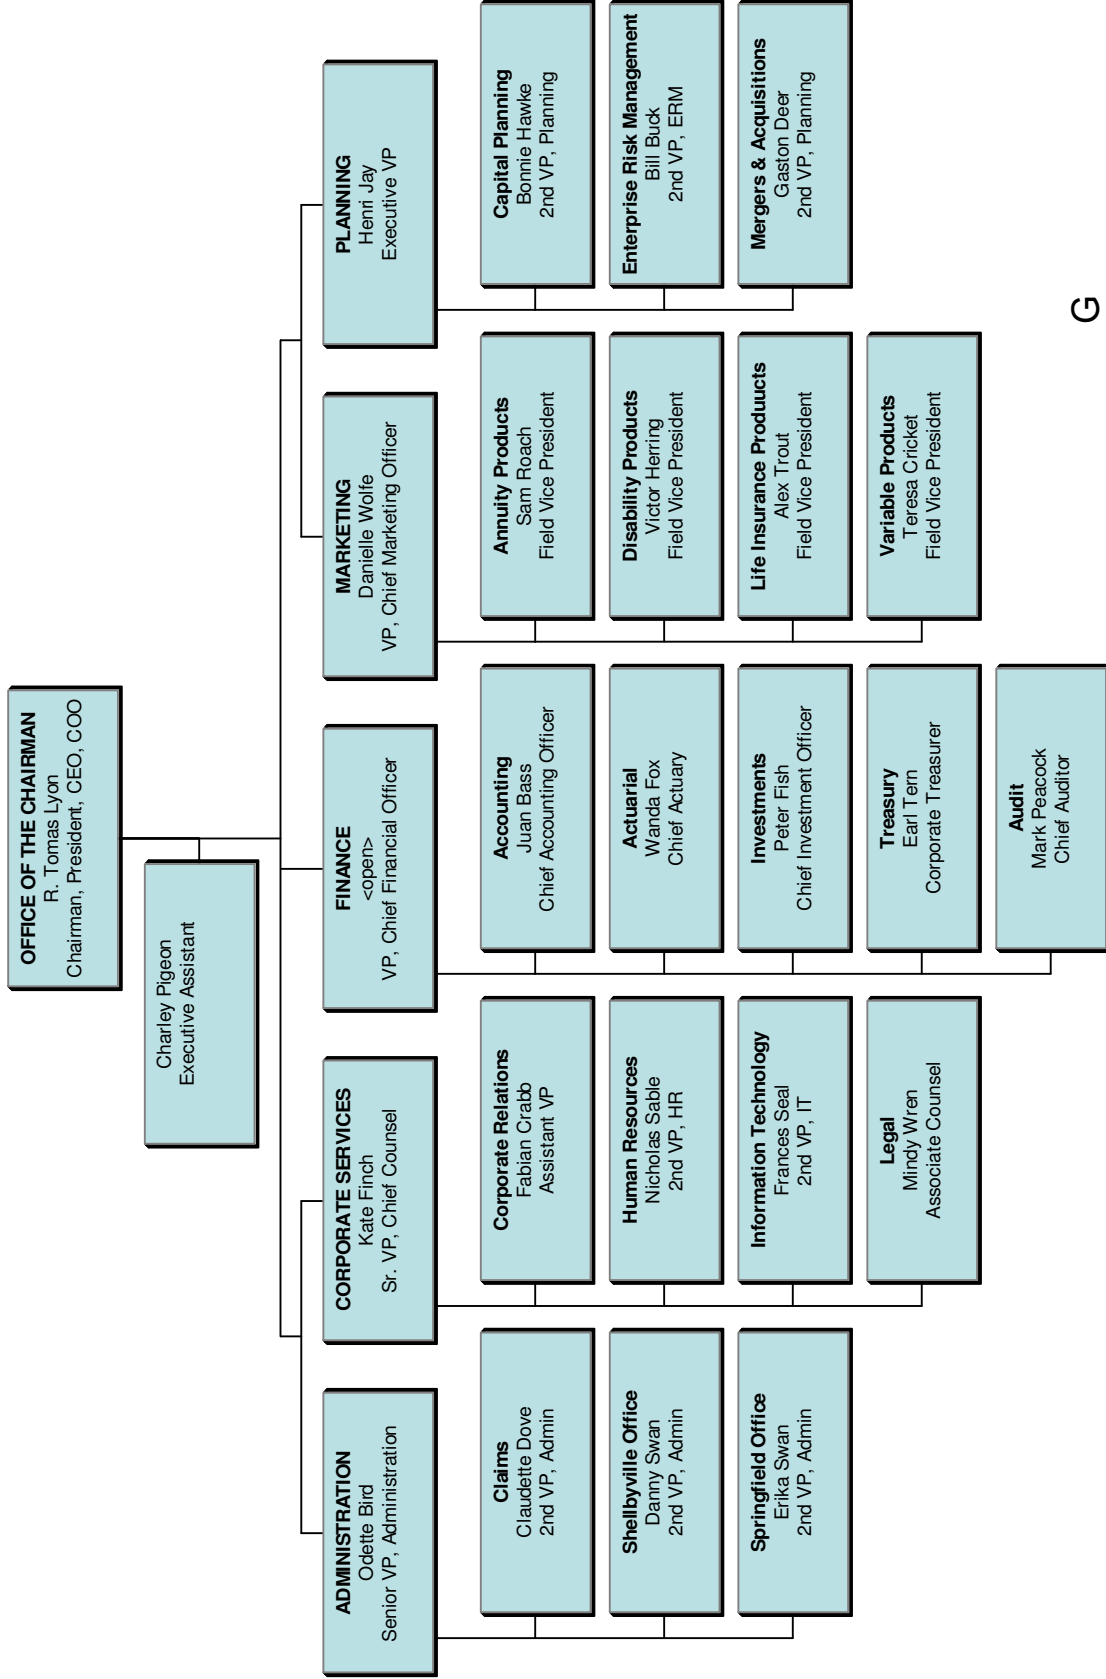 OFFICE OF THE CHAIRMAN
R. Tomas Lyon
Chairman, President, CEO, COO
Charley Pigeon
Executive Assistant
ADMINISTRATION
Odette Bird
Senior VP, Administration
CORPORATE SERVICES
Kate Finch
Sr. VP, Chief Counsel
FINANCE
<open>
VP, Chief Financial Officer
MARKETING
Danielle Wolfe
VP, Chief Marketing Officer
PLANNING
Henri Jay
Executive VP
Claims
Claudette Dove
2nd VP, Admin
Shellbyville Office
Danny Swan
2nd VP, Admin
Springfield Office
Erika Swan
2nd VP, Admin
Corporate Relations
Fabian Crabb
Assistant VP
Human Resources
Nicholas Sable
2nd VP, HR
Information Technology
Frances Seal
2nd VP, IT
Legal
Mindy Wren
Associate Counsel
Accounting
Juan Bass
Chief Accounting Officer
Actuarial
Wanda Fox
Chief Actuary
Investments
Peter Fish
Chief Investment Officer
Treasury
Earl Tern
Corporate Treasurer
Audit
Mark Peacock
Chief Auditor
Annuity Products
Sam Roach
Field Vice President
Disability Products
Victor Herring
Field Vice President
Life Insurance Produucts
Alex Trout
Field Vice President
Variable Products
Teresa Cricket
Field Vice President
Capital Planning
Bonnie Hawke
2nd VP, Planning
Enterprise Risk Management
Bill Buck
2nd VP, ERM
Mergers & Acquisitions
Gaston Deer
2nd VP, Planning
G